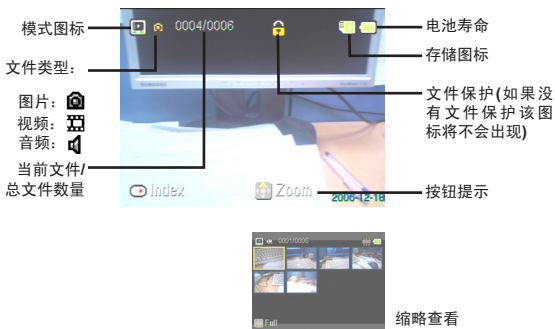 模式图标
文件类型：
图片：
视频：
音频：
当前文件/
总文件数量
0004/0006
SAMSUNG
Index
Zoom
2006-12-18
电池寿命
存储图标
文件保护(如果没
有文件保护该图
标将不会出现)
按钮提示
0001/0006
Full
缩略查看